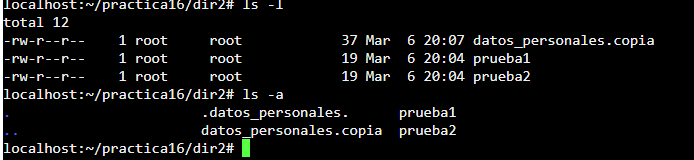 localhost:~/practica16/dir2# ls -l
total 12
-rw-r--r-- 1 root root 37 Mar 6 20:07 datos_personales.copia
-rw-r--r-- 1 root root 19 Mar 6 20:04 prueba1
-rw-r--r-- 1 root root 19 Mar 6 20:04 prueba2
localhost:~/practica16/dir2# ls -a
. .datos_personales. prueba1
.. datos_personales.copia prueba2
localhost:~/practica16/dir2#